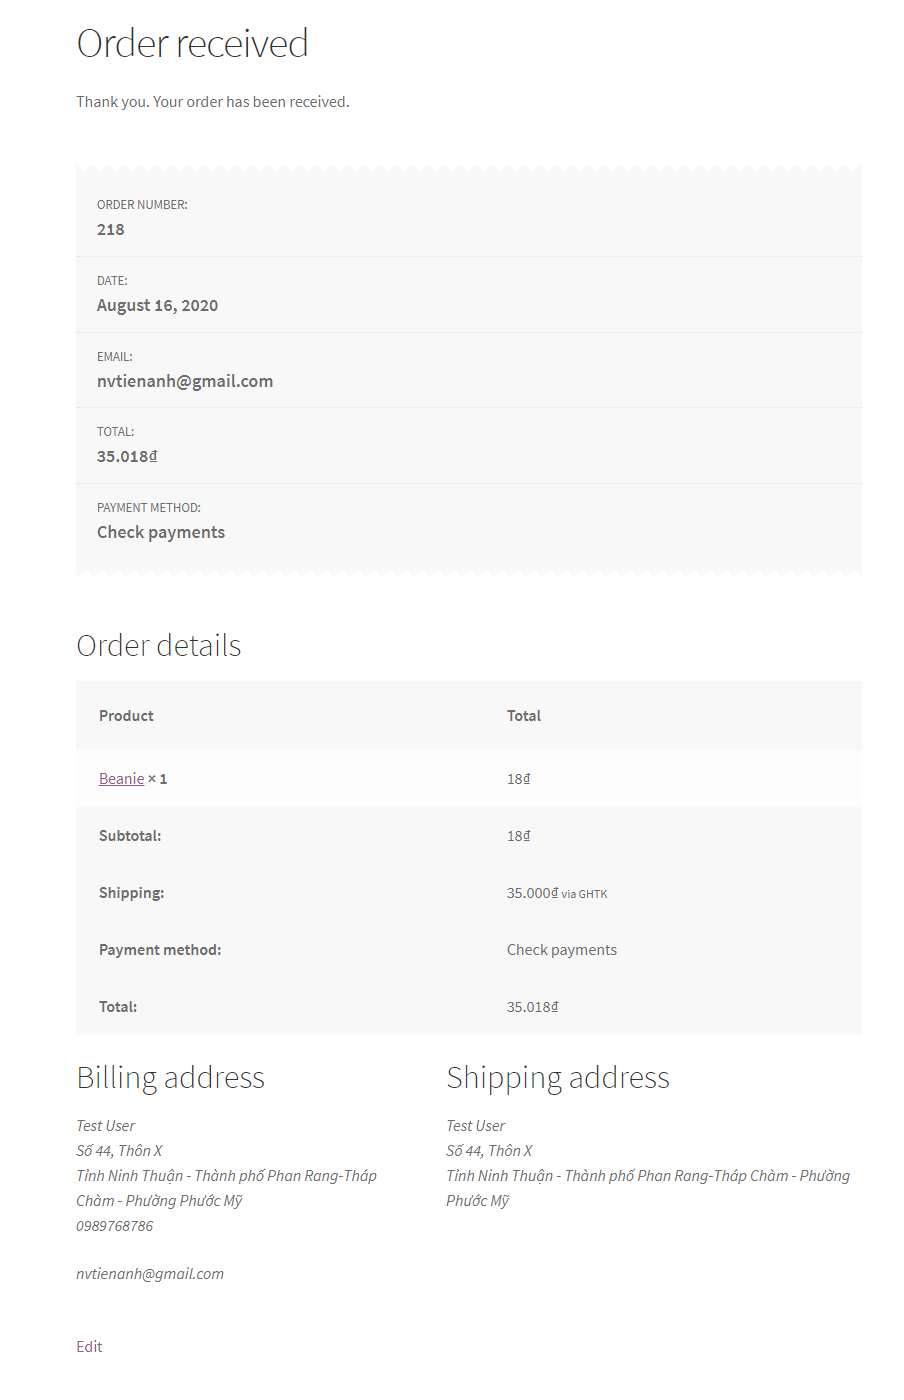 Order received
Thank you. Your order has been received.
ORDER NUMBER:
218
DATE:
August 16, 2020
EMAIL:
nvtienanh@gmail.com
TOTAL:
35.018₫
PAYMENT METHOD:
Check payments
Order details
Product Total
Beanie × 1 18₫
Subtotal: 18₫
Shipping: 35.000₫ via GHTK
Payment method: Check payments
Total: 35.018₫
Billing address
Test User
Số 44, Thôn X
Tỉnh Ninh Thuận - Thành phố Phan Rang-Tháp
Chàm - Phường Phước Mỹ
0989768786
nvtienanh@gmail.com
Shipping address
Test User
Số 44, Thôn X
Tỉnh Ninh Thuận - Thành phố Phan Rang-Tháp Chàm - Phường
Phước Mỹ
Edit